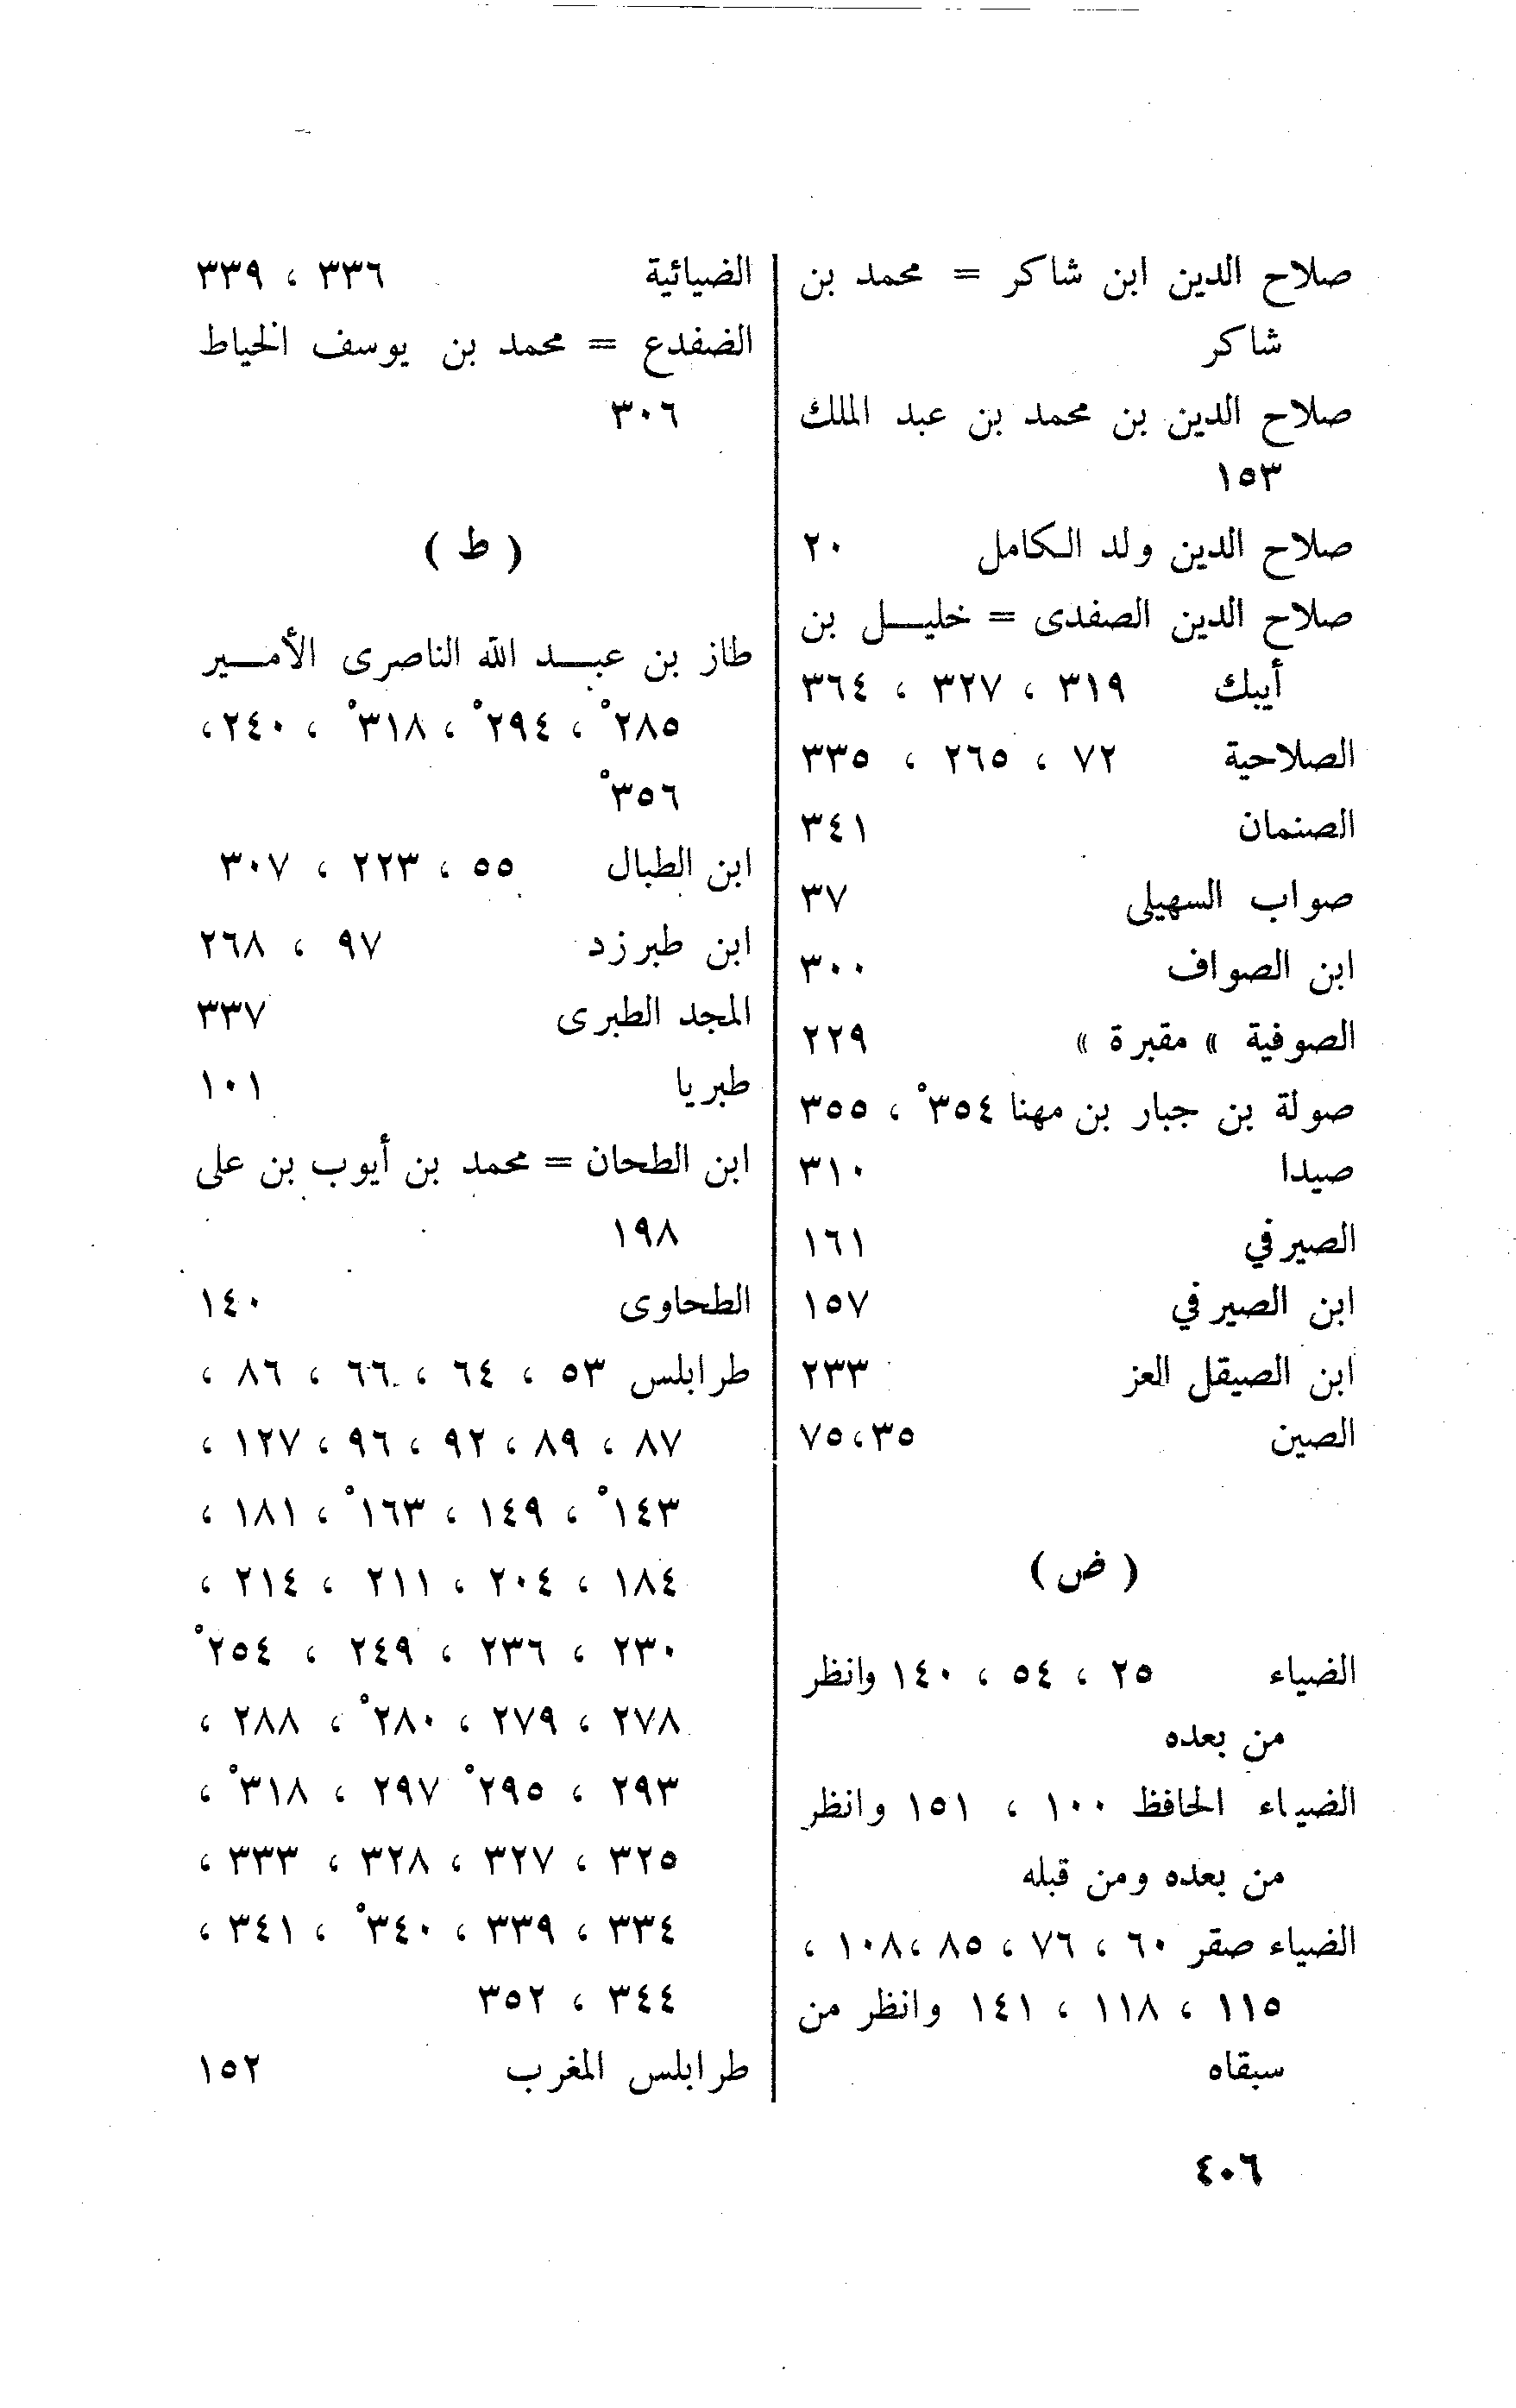 صلاح الدين ابن شاكر = محمد بن
شاكر
صلاح الدين بن محمد بن عبد الملك
١٥٣
صلاح الدين ولد الكامل ٢٠
صلاح الدين الصفدى = خليل بن
أيبك ٣١٩ ، ٣٢٧ ، ٣٦٤
الصلاحية ٧٢ ، ٢٦٥ ، ٣٣٥
الصنمان ٣٤١
صواب السهيلى ٣٧
ابن الصواف ٣٠٠
الصوفية « مقبرة » ٢٢٩
صولة بن جبار بن مهنا ٣٥٤ْ ، ٣٥٥
صيدا ٣١٠
الصيرفي ١٦١
ابن الصيرفي ١٥٧
ابن الصيقل العز ٢٣٣
الصين ٣٥،٧٥
( ض )
الضياء ٢٥ ، ٥٤ ، ١٤٠ وانظر
من بعده
الضياء الحافظ ١٠٠ ، ١٥١ وانظر
من بعده ومن قبله
الضياء صقر ٦٠ ، ٧٦ ، ٨٥ ،١٠٨ ،
١١٥ ، ١١٨ ، ١٤١ وانظر من
سبقاه
الضيائية ٣٣٦ ، ٣٣٩
الضفدع = محمد بن يوسف الخياط
٣٠٦
( ط )
طاز بن عبد الله الناصرى الأمير
٢٨٥ْ ، ٢٩٤ْ ، ٣١٨ْ ، ٢٤٠ ،
٣٥٦ْ
ابن الطبال ٥٥ ، ٢٢٣ ، ٣٠٧
ابن طبرزد ٩٧ ، ٢٦٨
المجد الطبرى ٣٣٧
طبريا ١٠١
ابن الطحان = محمد بن أيوب بن على
١٩٨
الطحاوى ١٤٠
طرابلس ٥٣ ، ٦٤ ، ٦٦ ، ٨٦ ،
٨٧ ، ٨٩ ، ٩٢ ، ٩٦ ، ١٢٧ ،
١٤٣ْ ، ١٤٩ ، ١٦٣ْ ، ١٨١ ،
١٨٤ ، ٢٠٤ ، ٢١١ ، ٢١٤ ،
٢٣٠ ، ٢٣٦ ، ٢٤٩ ، ٢٥٤ْ
٢٧٨ ، ٢٧٩ ، ٢٨٠ْ ، ٢٨٨ ،
٢٩٣ ، ٢٩٥ْ ٢٩٧ ، ٣١٨ْ ،
٣٢٥ ، ٣٢٧ ، ٣٢٨ ، ٣٣٣ ،
٣٣٤ ، ٣٣٩ ، ٣٤٠ْ ، ٣٤١ ،
٣٤٤ ، ٣٥٢
طرابلس المغرب ١٥٢
٤٠٦